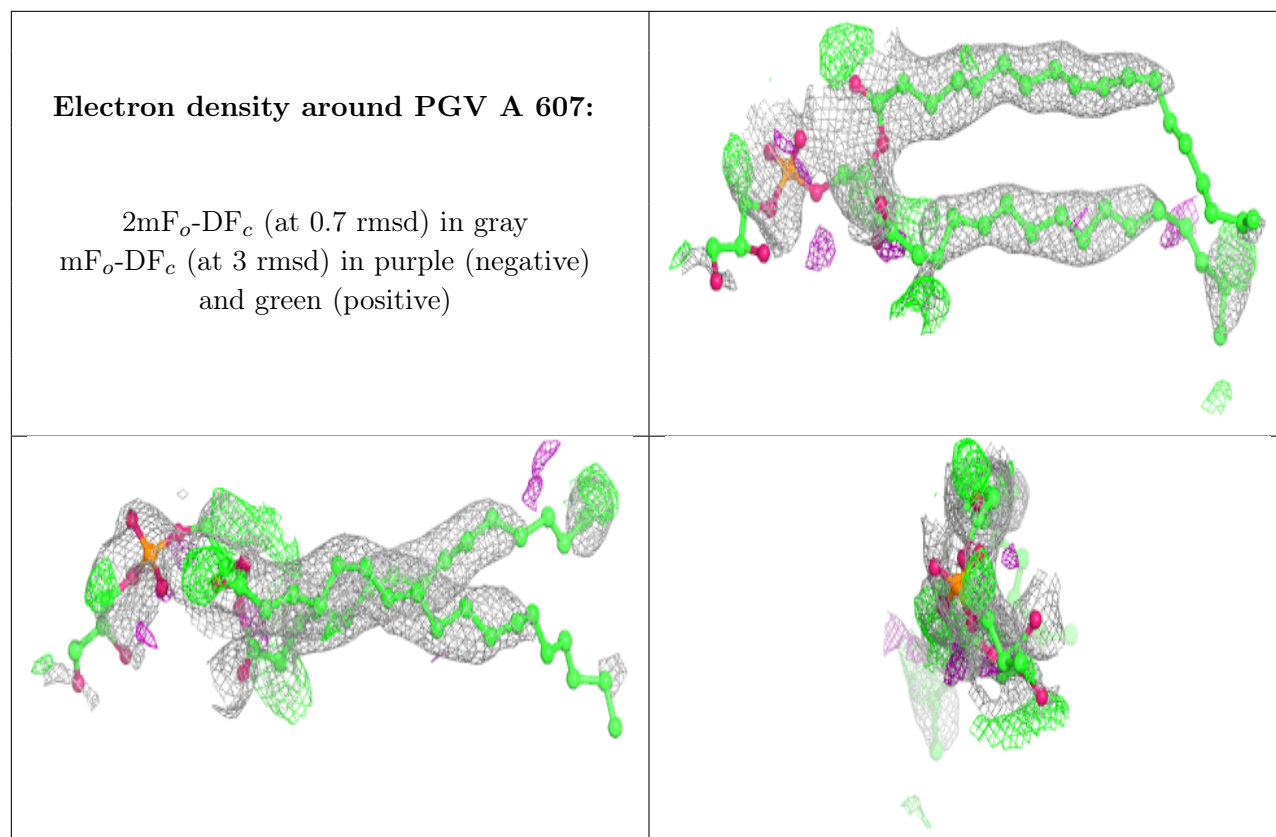 Electron density around PGV A 607:
2mFo-DFc (at 0.7 rmsd) in gray
mFo-DFc (at 3 rmsd) in purple (negative)
and green (positive)